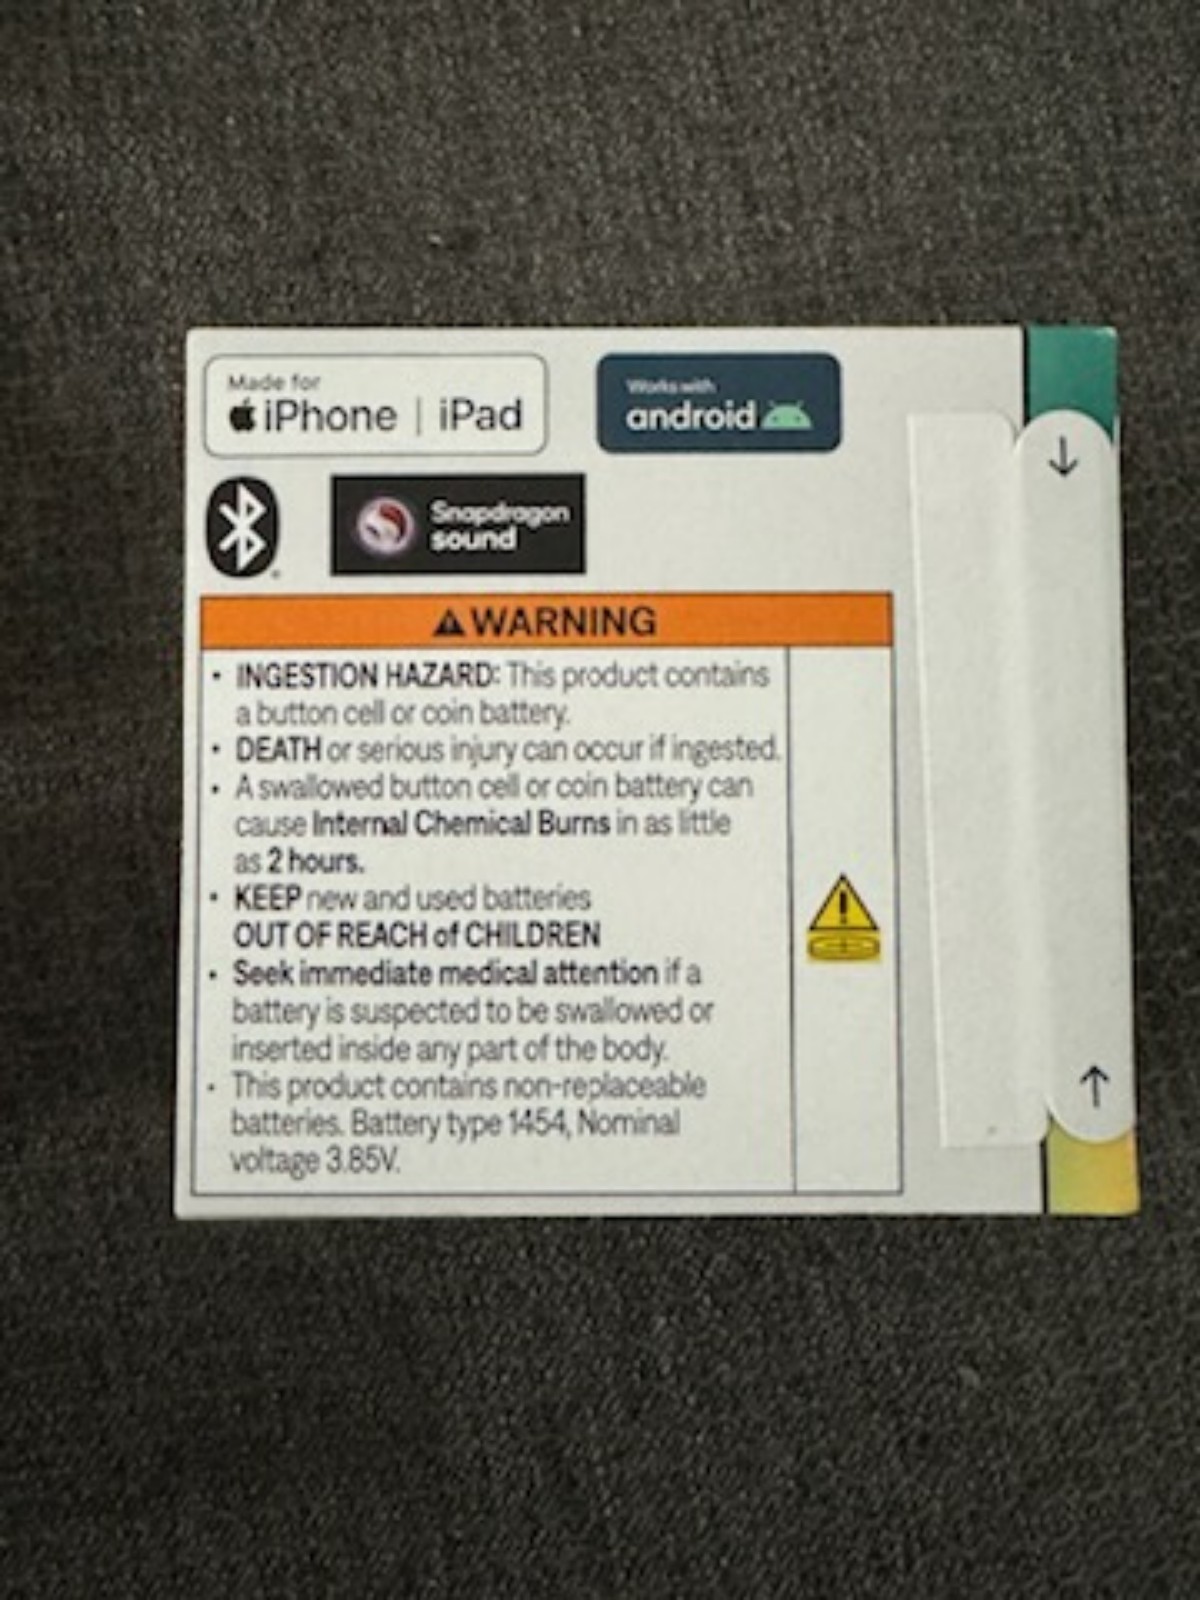 Made for
iPhone | iPad
Works with
android
Snapdragon
sound
WARNING
• INGESTION HAZARD: This product contains
a button cell or coin battery.
• DEATH or serious injury can occur if ingested.
• A swallowed button cell or coin battery can
cause Internal Chemical Burns in as little
as 2 hours.
• KEEP new and used batteries
OUT OF REACH of CHILDREN
• Seek immediate medical attention if a
battery is suspected to be swallowed or
inserted inside any part of the body.
• This product contains non-replaceable
batteries. Battery type 1454, Nominal
voltage 3.85V.